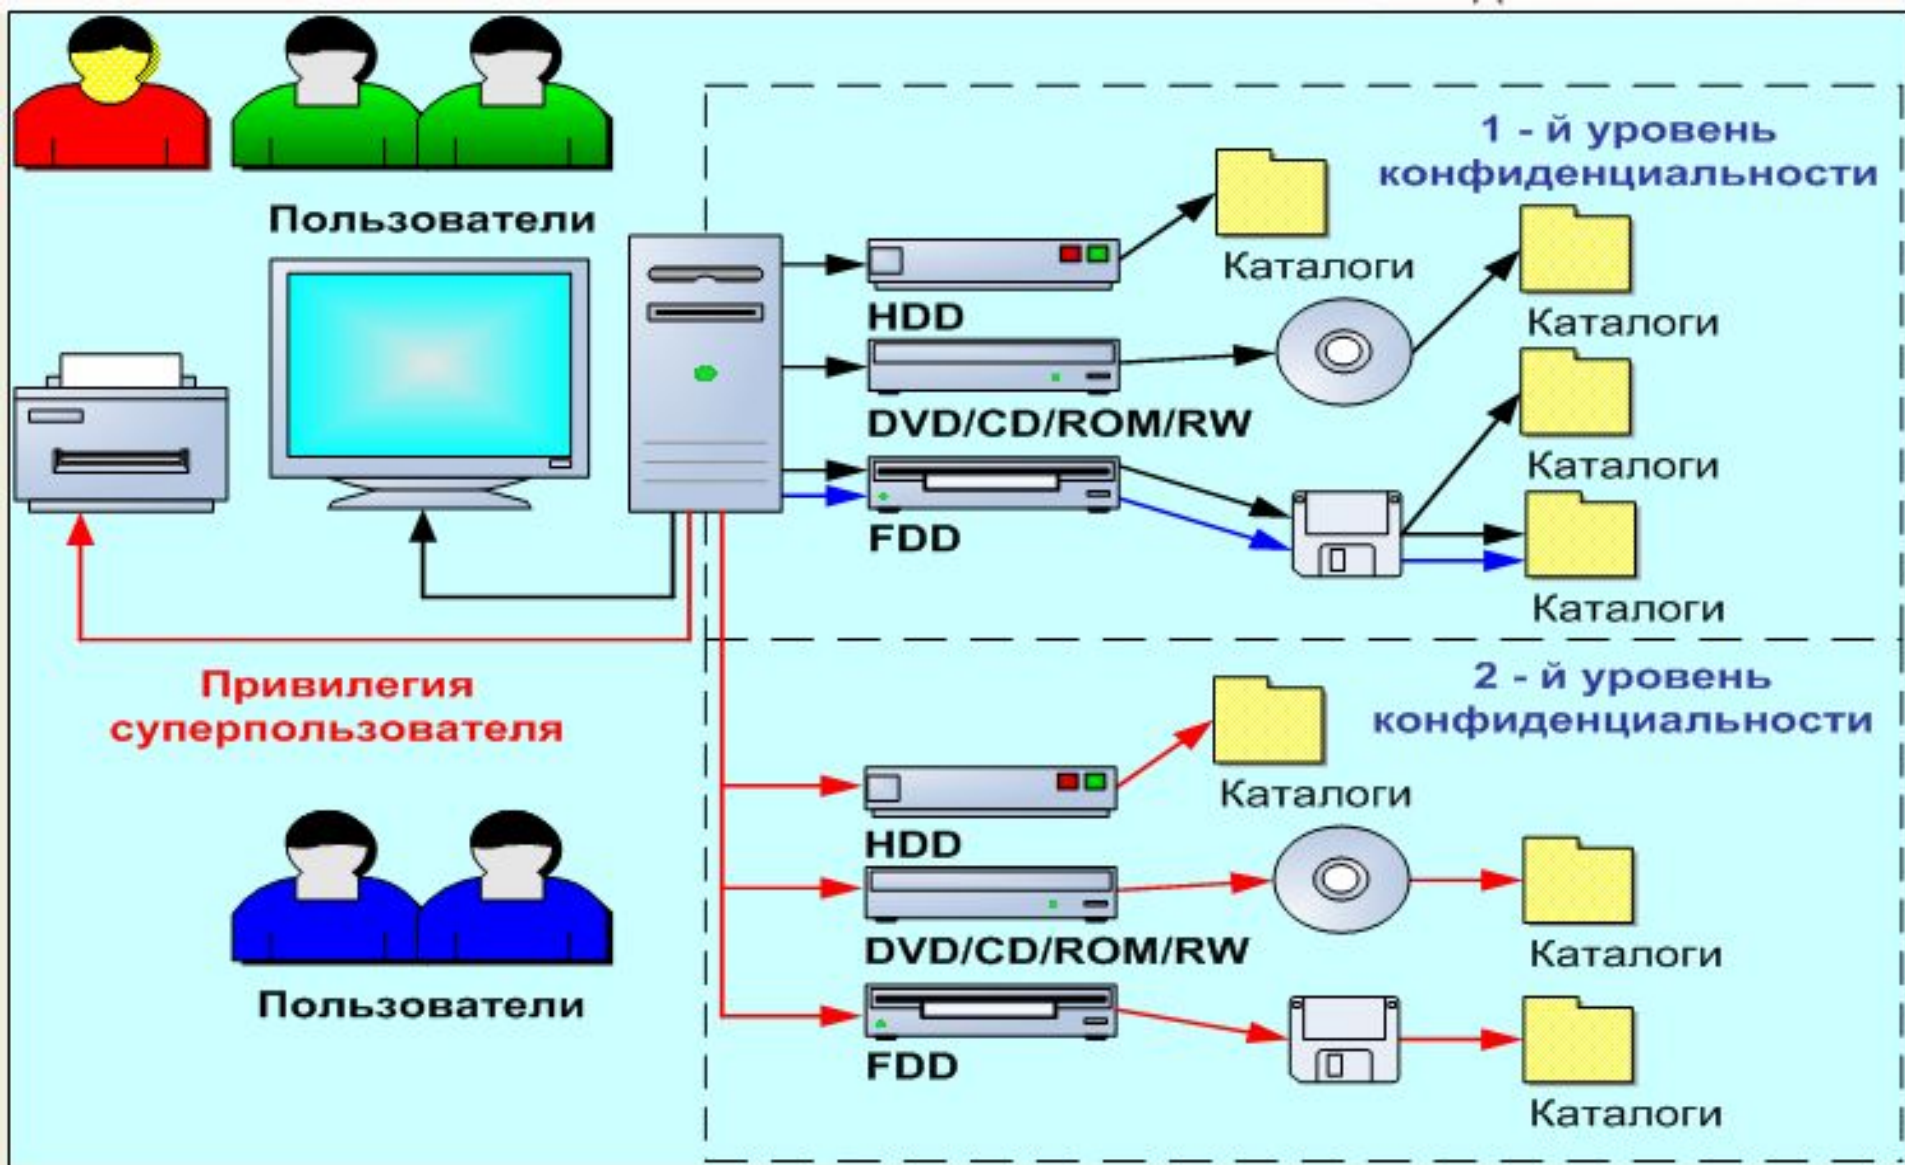 Пользователи
1 - й уровень
конфиденциальности
Каталоги
HDD
Каталоги
DVD/CD/ROM/RW
Каталоги
FDD
Каталоги
Привилегия
суперпользователя
2 - й уровень
конфиденциальности
Каталоги
HDD
DVD/CD/ROM/RW
Каталоги
Пользователи
FDD
Каталоги